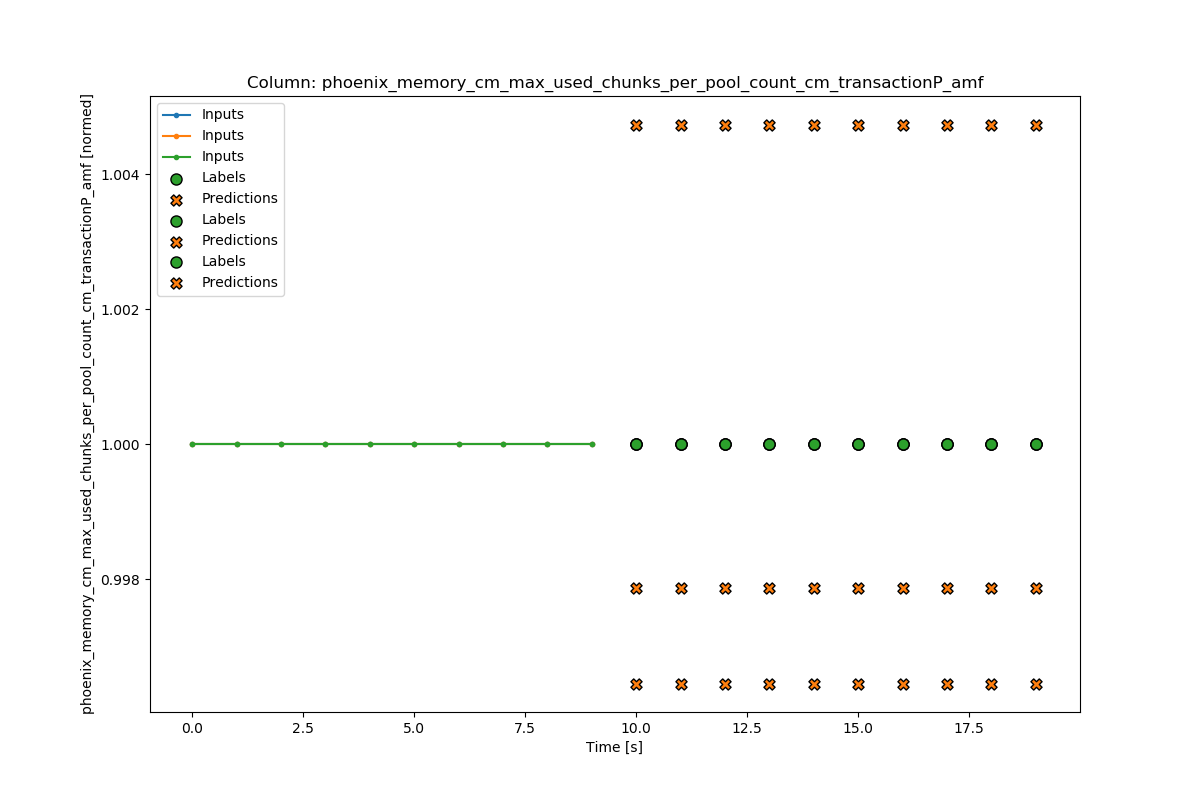 Column: phoenix_memory_cm_max_used_chunks_per_pool_count_cm_transactionP_amf
phoenix_memory_cm_max_used_chunks_per_pool_count_cm_transactionP_amf [normed]
Inputs
Inputs
Inputs
Labels
Predictions
Labels
Predictions
Labels
Predictions
1.004
1.002
1.000
0.998
0.0
2.5
5.0
7.5
10.0
12.5
15.0
17.5
Time [s]